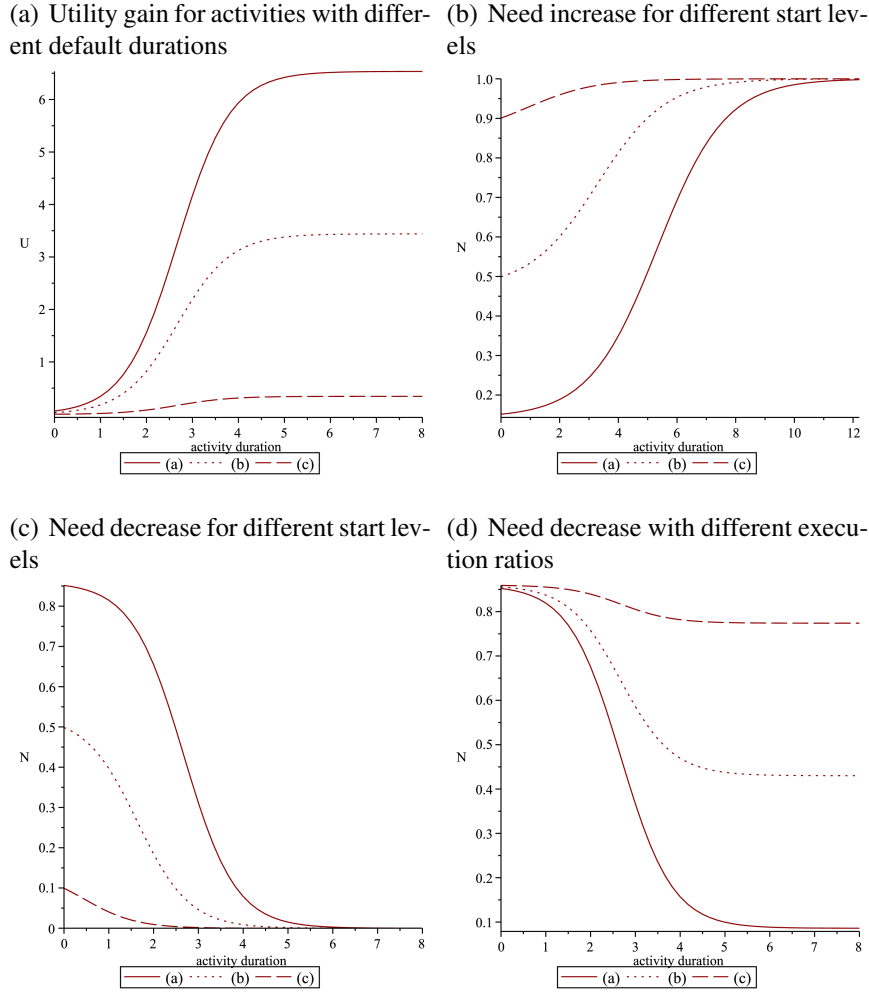 (a) Utility gain for activities with differ-
ent default durations
6
5
4
U
3
2
1
0 1 2 3 4 5 6 7 8
activity duration
(a) (b) (c)
(b) Need increase for different start lev-
els
1.0
0.9
0.8
0.7
0.6
N
0.5
0.4
0.3
0.2
0 2 4 6 8 10 12
activity duration
(a) (b) (c)
(c) Need decrease for different start lev-
els
0.8
0.7
0.6
0.5
N
0.4
0.3
0.2
0.1
0
0 1 2 3 4 5 6 7 8
activity duration
(a) (b) (c)
(d) Need decrease with different execu-
tion ratios
0.8
0.7
0.6
0.5
N
0.4
0.3
0.2
0.1
0 1 2 3 4 5 6 7 8
activity duration
(a) (b) (c)